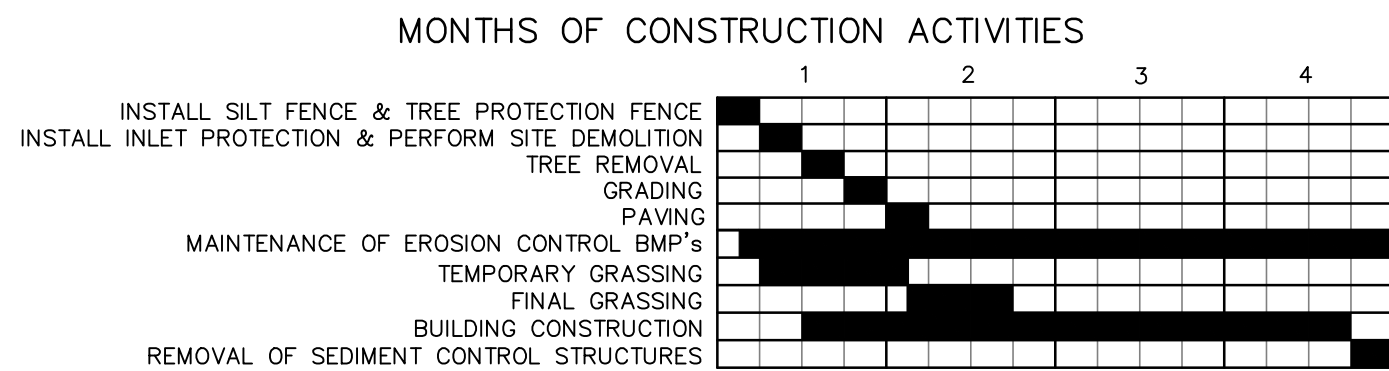 MONTHS OF CONSTRUCTION ACTIVITIES
1 2 3 4
INSTALL SILT FENCE & TREE PROTECTION FENCE
INSTALL INLET PROTECTION & PERFORM SITE DEMOLITION
TREE REMOVAL
GRADING
PAVING
MAINTENANCE OF EROSION CONTROL BMP's
TEMPORARY GRASSING
FINAL GRASSING
BUILDING CONSTRUCTION
REMOVAL OF SEDIMENT CONTROL STRUCTURES